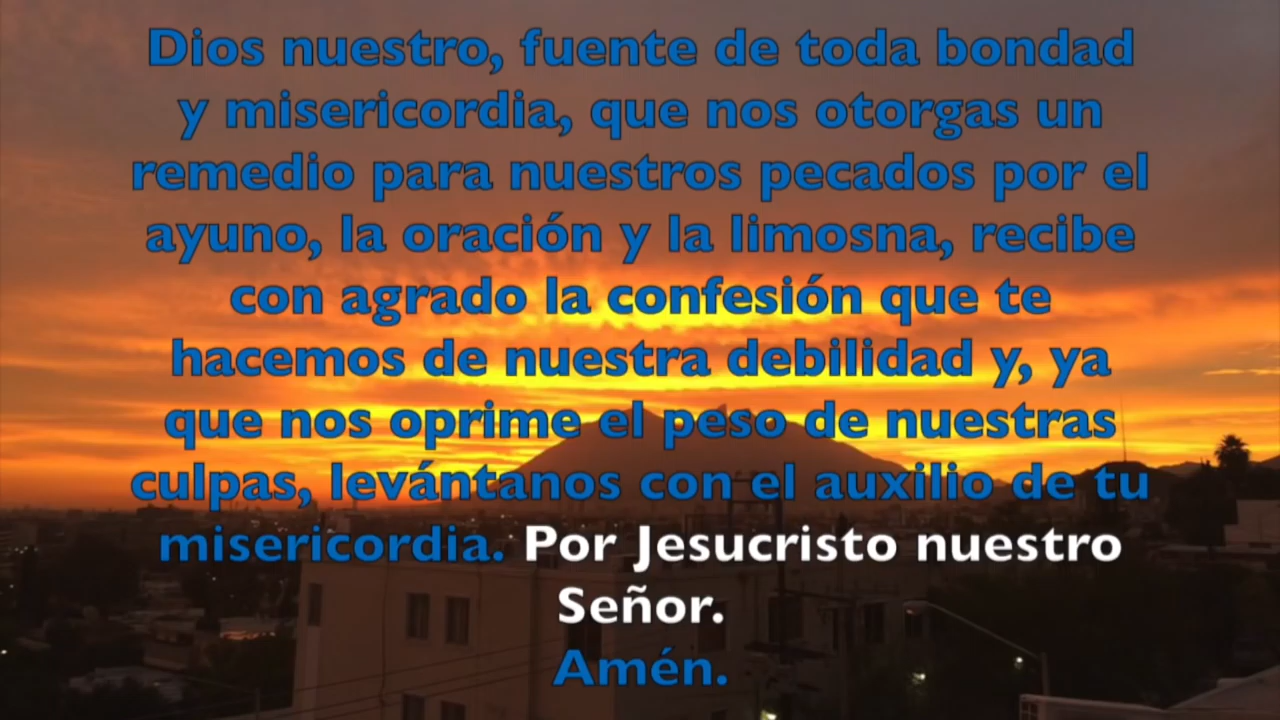 Dios nuestro, fuente de toda bondad
y misericordia, que nos otorgas un
remedio para nuestros pecados por el
ayuno, la oración y la limosna, recibe
con agrado la confesión que te
hacemos de nuestra debilidad y, ya
que nos oprime el peso de nuestras
culpas, levántanos con el auxilio de tu
misericordia. Por Jesucristo nuestro
Señor.
Amén.